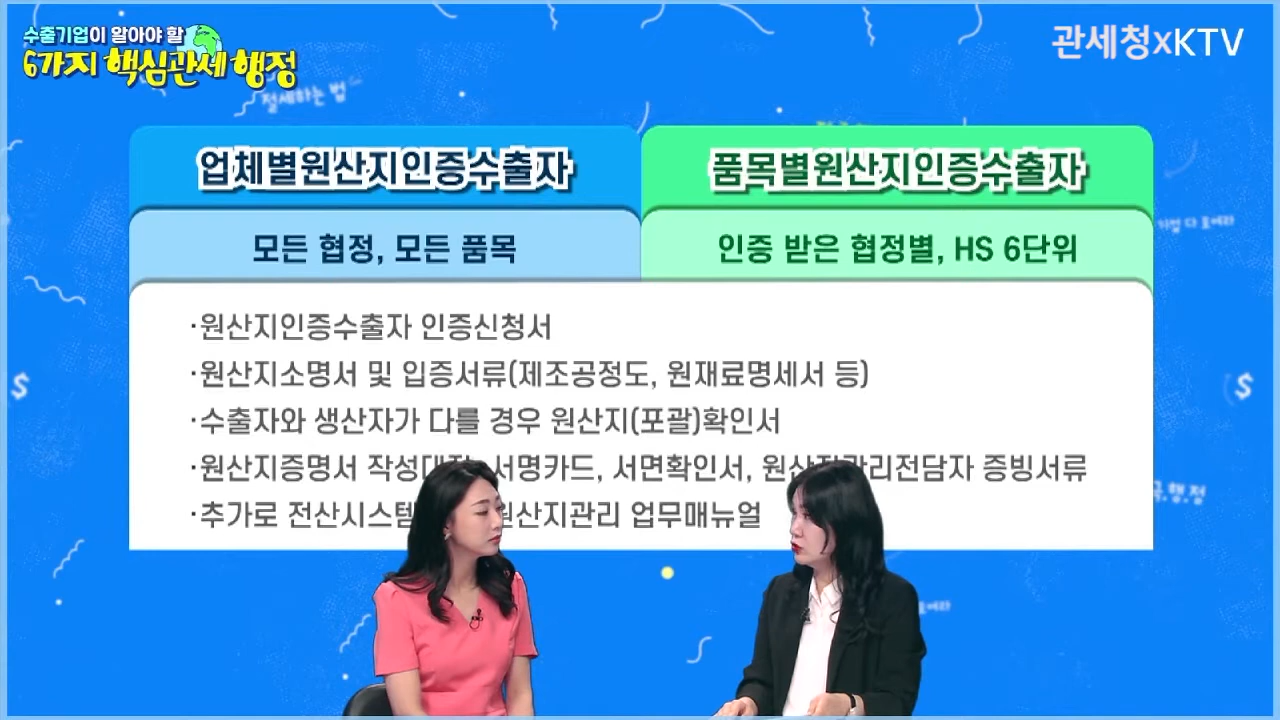 수출기업이 알아야 할
6가지 핵심관세 행정
관세청xKTV
절세하는 법
업체별원산지인증수출자
품목별원산지인증수출자
모든 협정, 모든 품목
인증 받은 협정별, HS 6단위
·원산지인증수출자 인증신청서
·원산지소명서 및 입증서류(제조공정도, 원재료명세서 등)
·수출자와 생산자가 다를 경우 원산지(포괄)확인서
·원산지증명서 작성대장, 서명카드, 서면확인서, 원산지관리전담자 증빙서류
·추가로 전산시스템 원산지관리 업무매뉴얼
$
$